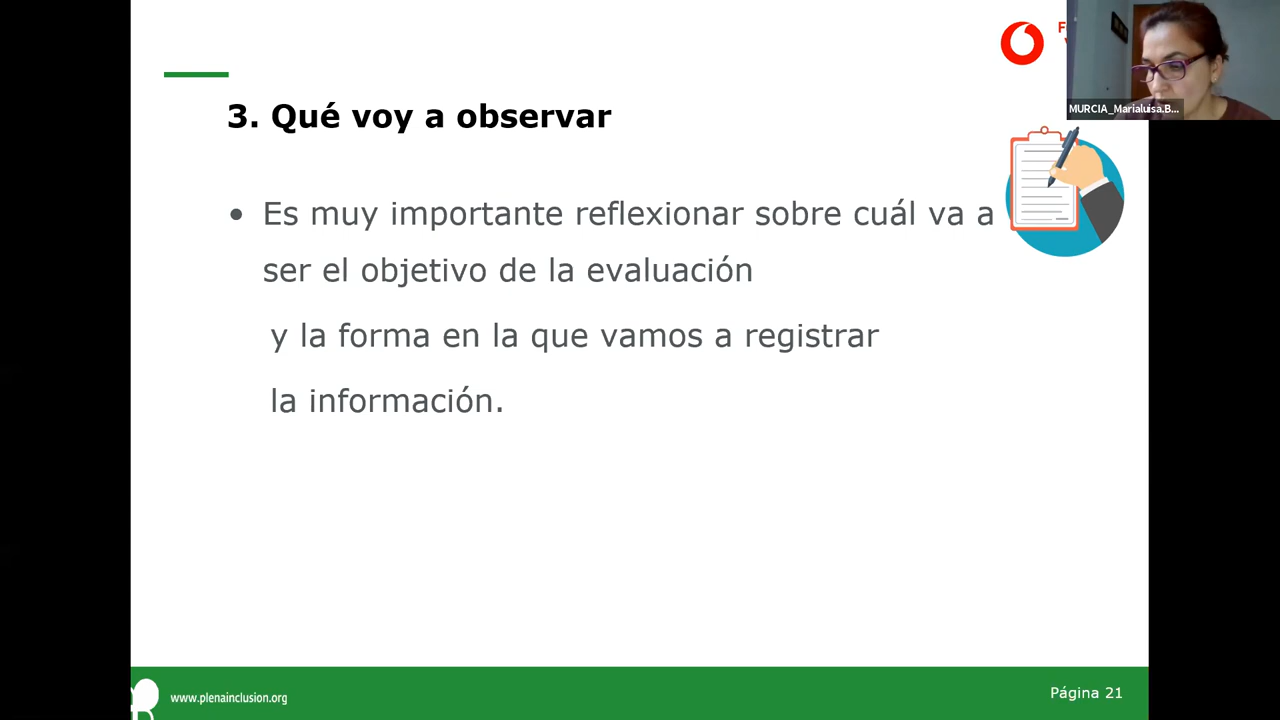 3. Qué voy a observar
MURCIA_Marialuisa.B...
• Es muy importante reflexionar sobre cuál va a
ser el objetivo de la evaluación
y la forma en la que vamos a registrar
la información.
www.plenainclusion.org
Página 21